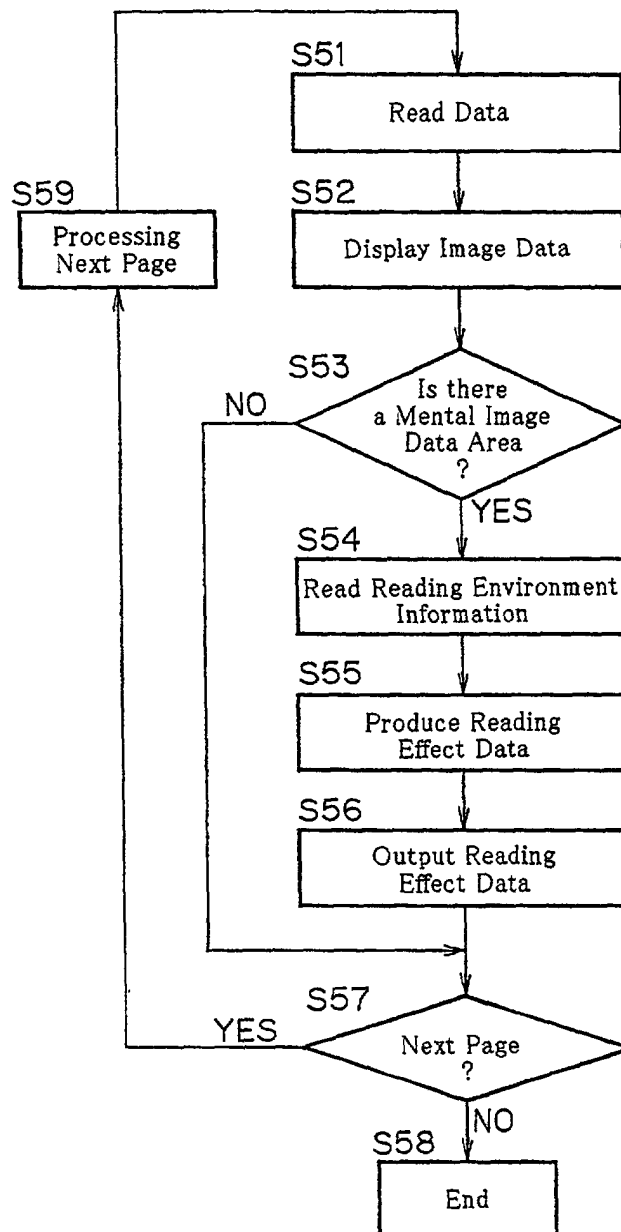 S51
Read Data
S59
Processing
Next Page
S52
Display Image Data
S53
Is there
a Mental Image
Data Area
?
NO
YES
S54
Read Reading Environment
Information
S55
Produce Reading
Effect Data
S56
Output Reading
Effect Data
S57
YES
Next Page
?
NO
S58
End